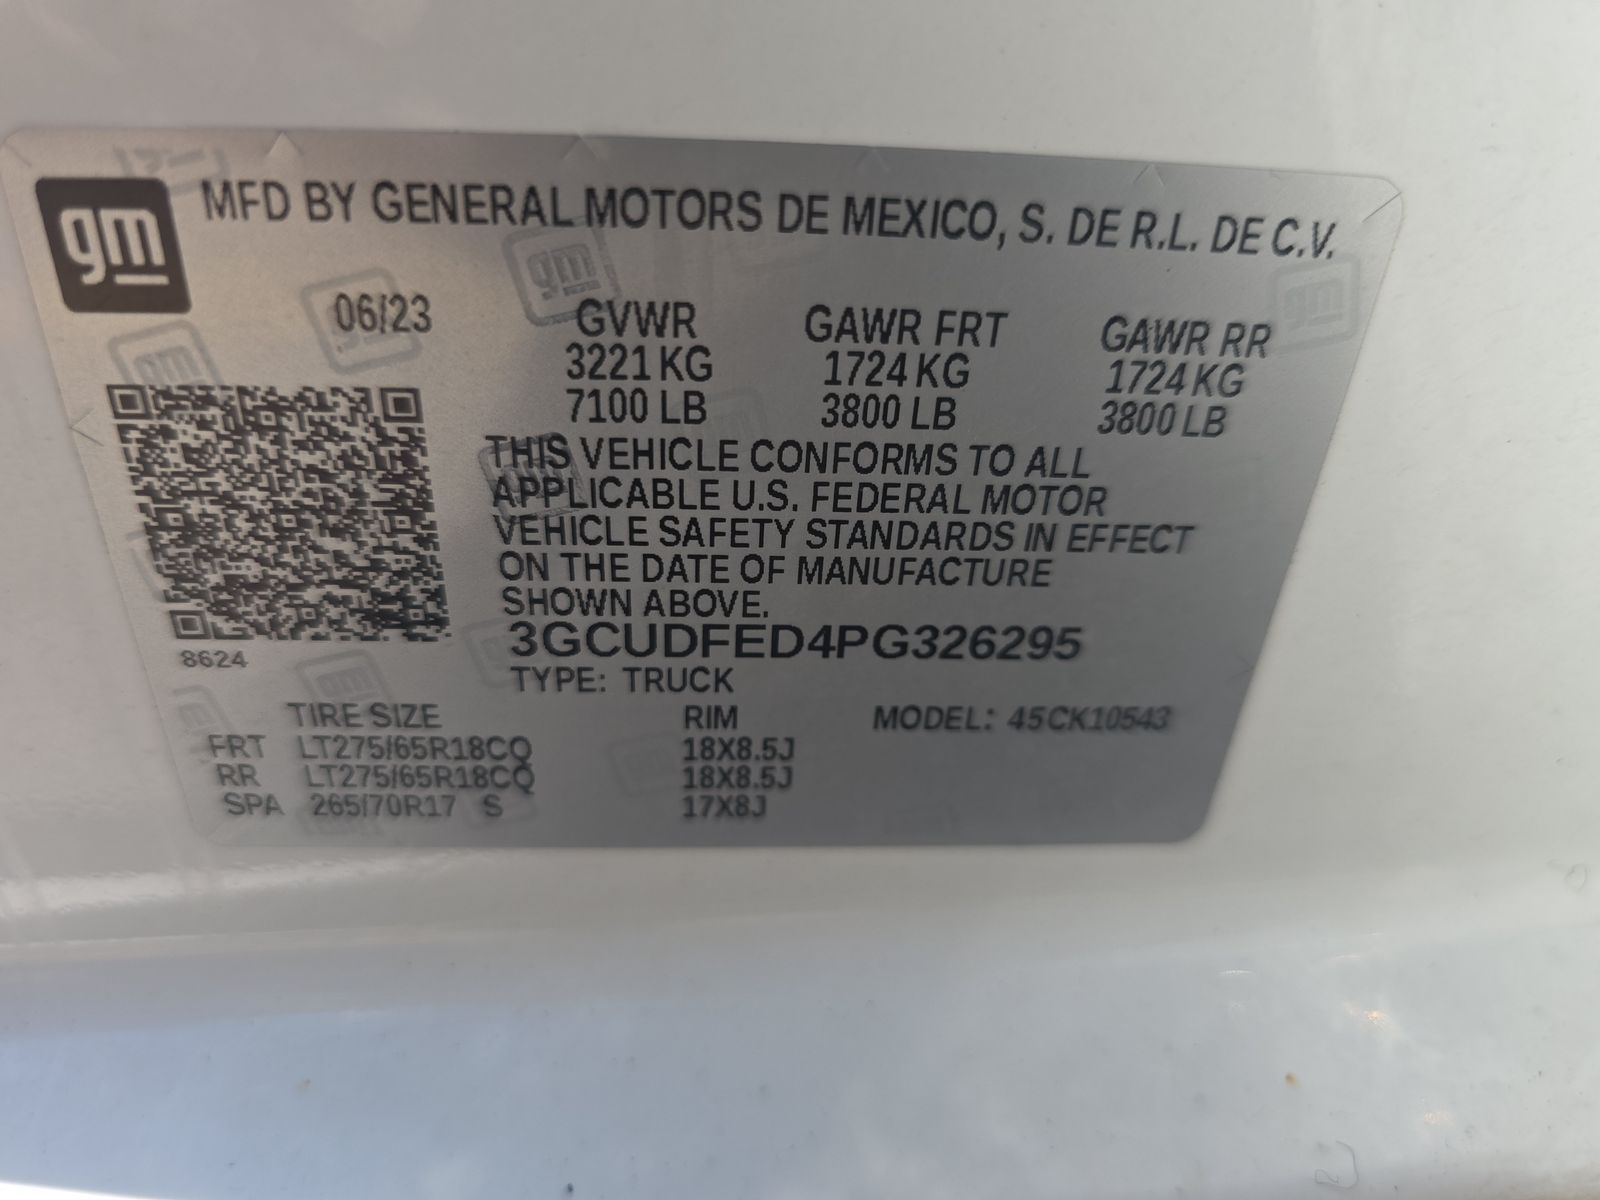 gm
MFD BY GENERAL MOTORS DE MEXICO, S. DE R.L. DE C.V.
06/23 GVWR GAWR FRT GAWR RR
3221 KG 1724 KG 1724 KG
7100 LB 3800 LB 3800 LB
THIS VEHICLE CONFORMS TO ALL
APPLICABLE U.S. FEDERAL MOTOR
VEHICLE SAFETY STANDARDS IN EFFECT
ON THE DATE OF MANUFACTURE
SHOWN ABOVE.
3GCUDFED4PG326295
8624
TYPE: TRUCK
TIRE SIZE RIM MODEL: 45CK10543
FRT LT275/65R18CQ 18X8.5J
RR LT275/65R18CQ 18X8.5J
SPA 265/70R17 S 17X8J